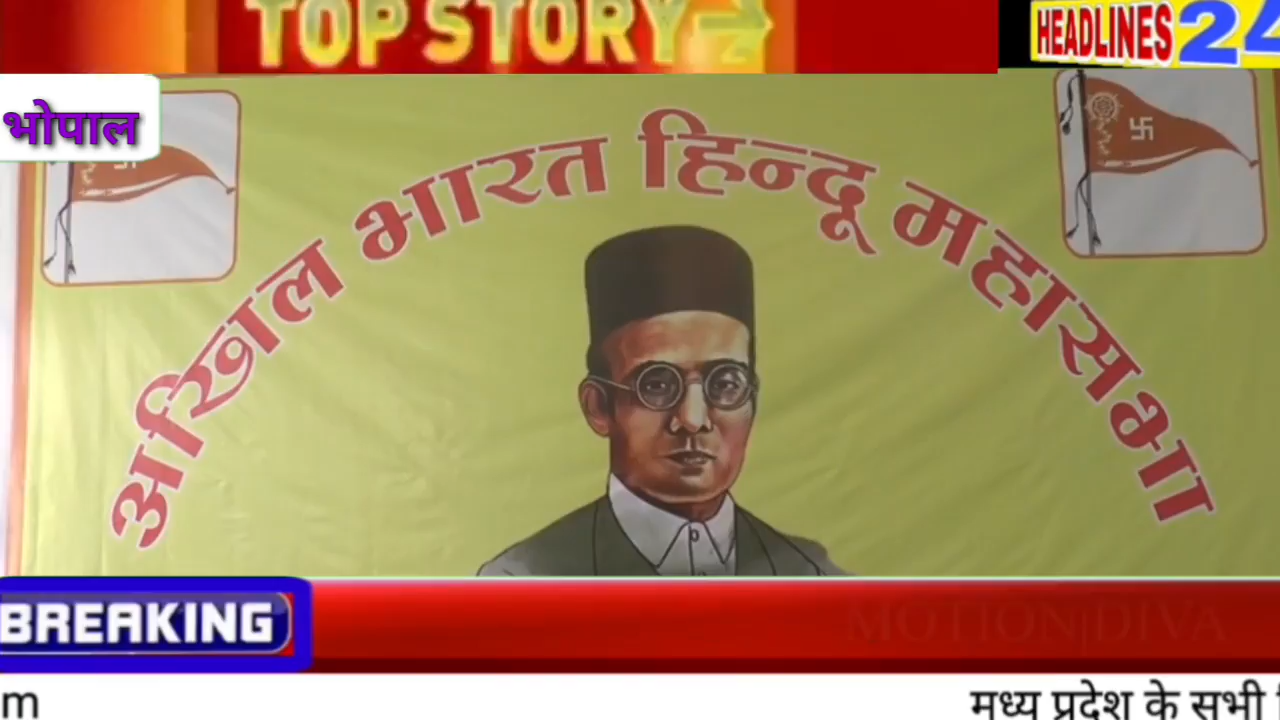 TOP STORY
HEADLINES 24
भोपाल
अखिल भारत हिन्दू महासभा
BREAKING
MOTION|DIVA
m
मध्य प्रदेश के सभी